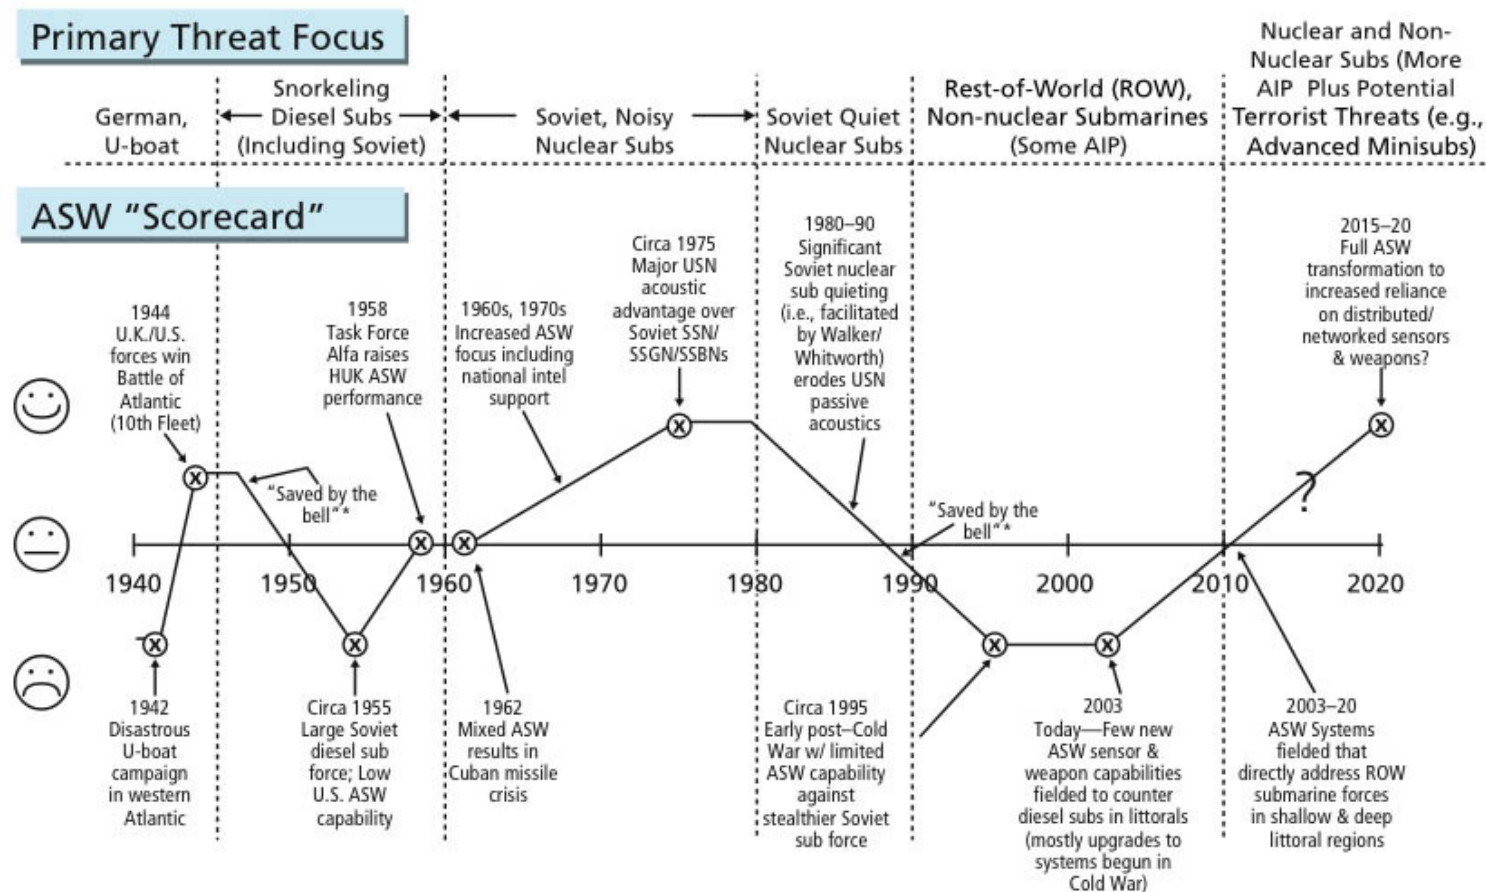 Primary Threat Focus
German,
U-boat
Snorkeling
Diesel Subs
(Including Soviet)
Soviet, Noisy
Nuclear Subs
Soviet Quiet
Nuclear Subs
Rest-of-World (ROW),
Non-nuclear Submarines
(Some AIP)
Nuclear and Non-
Nuclear Subs (More
AIP Plus Potential
Terrorist Threats (e.g.,
Advanced Minisubs)
ASW "Scorecard"
1944
U.K./U.S.
forces win
Battle of
Atlantic
(10th Fleet)
"Saved by the
bell"*
1958
Task Force
Alfa raises
HUK ASW
performance
1960s, 1970s
Increased ASW
focus including
national intel
support
Circa 1975
Major USN
acoustic
advantage over
Soviet SSN/
SSGN/SSBNs
1980–90
Significant
Soviet nuclear
sub quieting
(i.e., facilitated
by Walker/
Whitworth)
erodes USN
passive
acoustics
"Saved by the
bell"*
2015–20
Full ASW
transformation to
increased reliance
on distributed/
networked sensors
& weapons?
?
1940
1950
1960
1970
1980
1990
2000
2010
2020
1942
Disastrous
U-boat
campaign
in western
Atlantic
Circa 1955
Large Soviet
diesel sub
force; Low
U.S. ASW
capability
1962
Mixed ASW
results in
Cuban missile
crisis
Circa 1995
Early post–Cold
War w/ limited
ASW capability
against
stealthier Soviet
sub force
2003
Today—Few new
ASW sensor &
weapon capabilities
fielded to counter
diesel subs in littorals
(mostly upgrades to
systems begun in
Cold War)
2003–20
ASW Systems
fielded that
directly address ROW
submarine forces
in shallow & deep
littoral regions